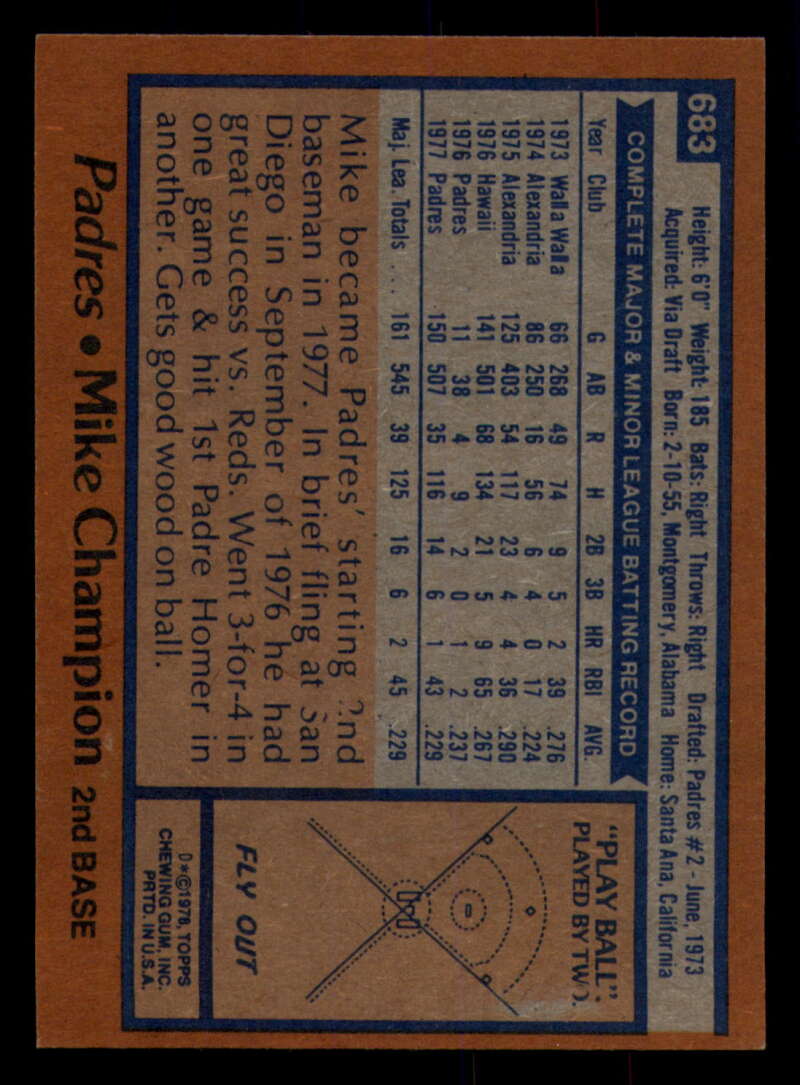 683
Height: 6'0" Weight: 185 Bats: Right Throws: Right Drafted: Padres #2 - June, 1973
Acquired: Via Draft Born: 2-10-55, Montgomery, Alabama Home: Santa Ana, California
COMPLETE MAJOR & MINOR LEAGUE BATTING RECORD
Year Club G AB R H 2B 3B HR RBI AVG.
1973 Walla Walla 66 268 49 74 9 5 2 39 .276
1974 Alexandria 86 250 16 56 6 4 0 17 .224
1975 Alexandria 125 403 54 117 23 4 4 36 .290
1976 Hawaii 141 501 68 134 21 5 9 65 .267
1976 Padres 11 38 4 9 2 0 1 2 .237
1977 Padres 150 507 35 116 14 6 1 43 .229
Maj. Lea. Totals .... 161 545 39 125 16 6 2 45 .229
Mike became Padres' starting 2nd
baseman in 1977. In brief fling at San
Diego in September of 1976 he had
great success vs. Reds. Went 3-for-4 in
one game & hit 1st Padre Homer in
another. Gets good wood on ball.
"PLAY BALL"
PLAYED BY TWO.
FLY OUT
D*©1978, TOPPS
CHEWING GUM, INC.
PRTD. IN U.S.A.
Padres • Mike Champion 2nd BASE